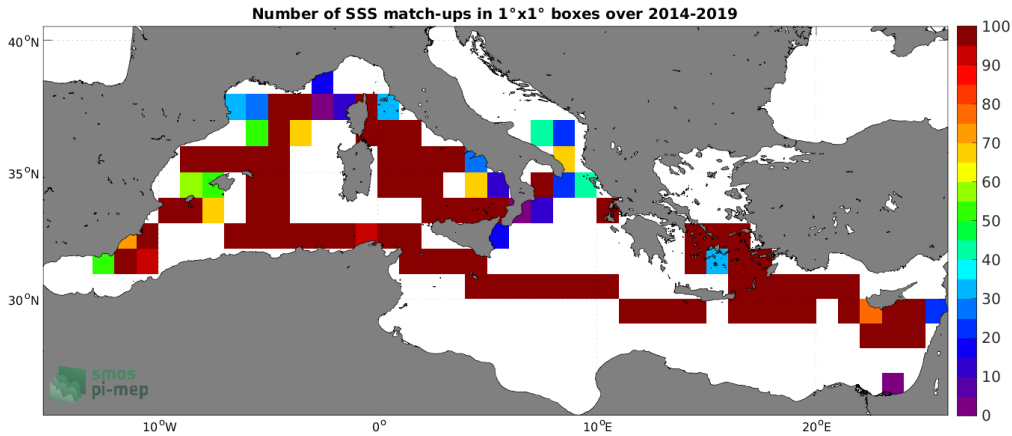 Number of SSS match-ups in 1°x1° boxes over 2014-2019
40°N
35°N
30°N
10°W
0°
10°E
20°E
100
90
80
70
60
50
40
30
20
10
0
smos
pi-mep